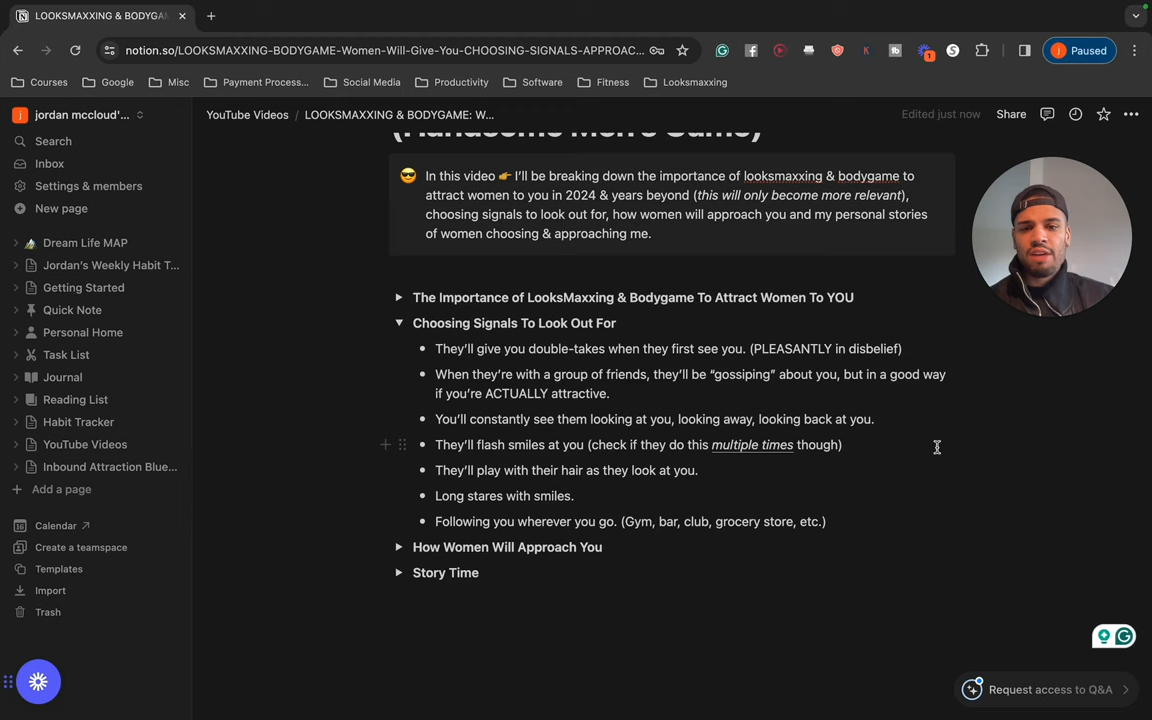 LOOKSMAXXING & BODYGA
notion.so/LOOKSMAXXING-BODYGAME-Women-Will-Give-You-CHOOSING-SIGNALS-APPROAC...
1
K
tb
S
j Paused
Courses Google Misc Payment Process... Social Media Productivity Software Fitness Looksmaxxing
j jordan mccloud'...
YouTube Videos / LOOKSMAXXING & BODYGAME: W...
Edited just now Share
Search
Inbox
Settings & members
New page
Dream Life MAP
Jordan's Weekly Habit T...
Getting Started
Quick Note
Personal Home
Task List
Journal
Reading List
Habit Tracker
YouTube Videos
Inbound Attraction Blue...
Add a page
16 Calendar ↗
Create a teamspace
Templates
Import
Trash
(Handsome Men's Game)
😎 In this video 👉 I'll be breaking down the importance of looksmaxxing & bodygame to
attract women to you in 2024 & years beyond (this will only become more relevant),
choosing signals to look out for, how women will approach you and my personal stories
of women choosing & approaching me.
The Importance of LooksMaxxing & Bodygame To Attract Women To YOU
Choosing Signals To Look Out For
• They'll give you double-takes when they first see you. (PLEASANTLY in disbelief)
• When they're with a group of friends, they'll be “gossiping” about you, but in a good way
if you're ACTUALLY attractive.
• You'll constantly see them looking at you, looking away, looking back at you.
• They'll flash smiles at you (check if they do this multiple times though)
• They'll play with their hair as they look at you.
• Long stares with smiles.
• Following you wherever you go. (Gym, bar, club, grocery store, etc.)
How Women Will Approach You
Story Time
Request access to Q&A